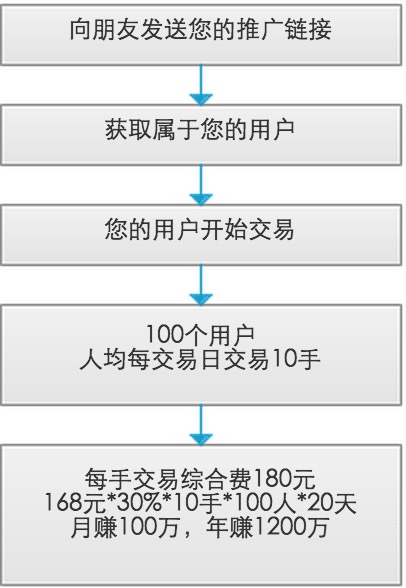 向朋友发送您的推广链接
获取属于您的用户
您的用户开始交易
100个用户
人均每交易日交易10手
每手交易综合费180元
168元*30%*10手*100人*20天
月赚100万，年赚1200万